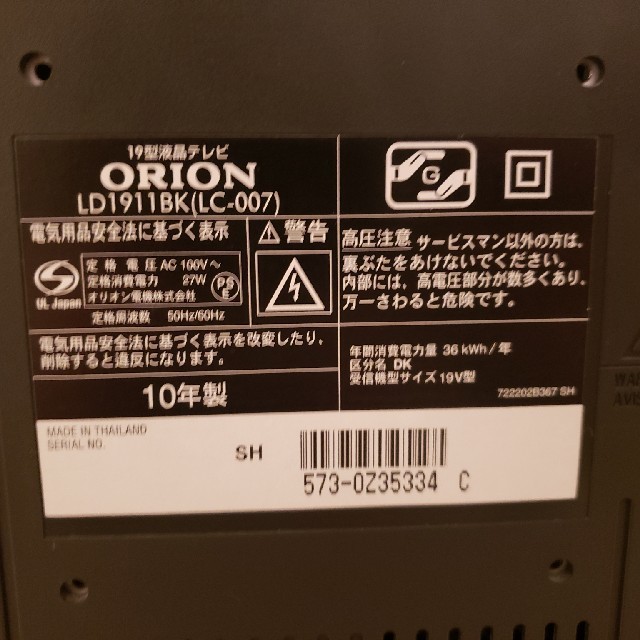 19型液晶テレビ
ORION
LD1911BK(LC-007)
G
電気用品安全法に基づく表示
UL Japan
定格電圧 AC 100V～
定格消費電力 27W
オリオン電機株式会社
PSE
定格周波数 50Hz/60Hz
警告
高圧注意 サービスマン以外の方は、
裏ぶたをあけないでください。
内部には、高電圧部分が数多くあり、
万一さわると危険です。
電気用品安全法に基づく表示を改変したり、
削除すると違反になります。
10年製
年間消費電力量 36 kWh/年
区分名 DK
受信機型サイズ 19V型
722202B367 SH
MADE IN THAILAND
SERIAL NO.
SH
573-0Z35334 C